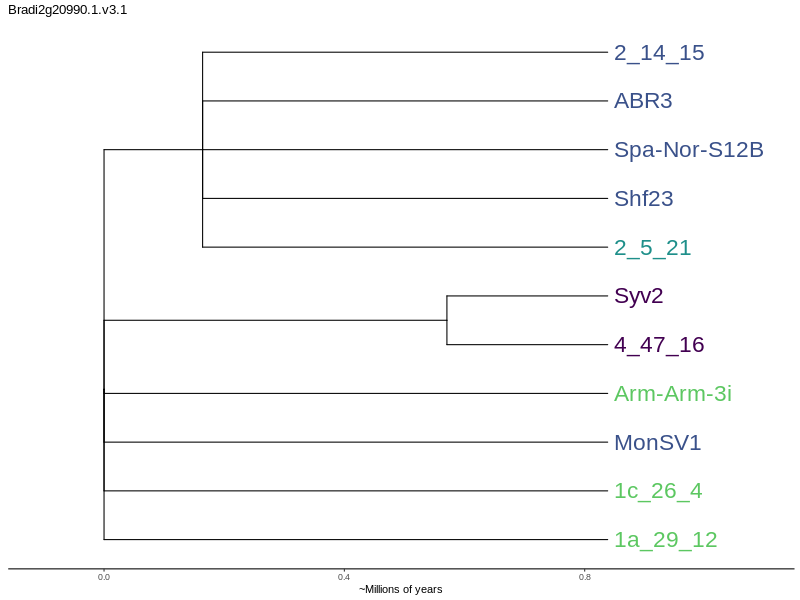 Bradi2g20990.1.v3.1
2_14_15
ABR3
Spa-Nor-S12B
Shf23
2_5_21
Syv2
4_47_16
Arm-Arm-3i
MonSV1
1c_26_4
1a_29_12
0.0 0.4 0.8
~Millions of years